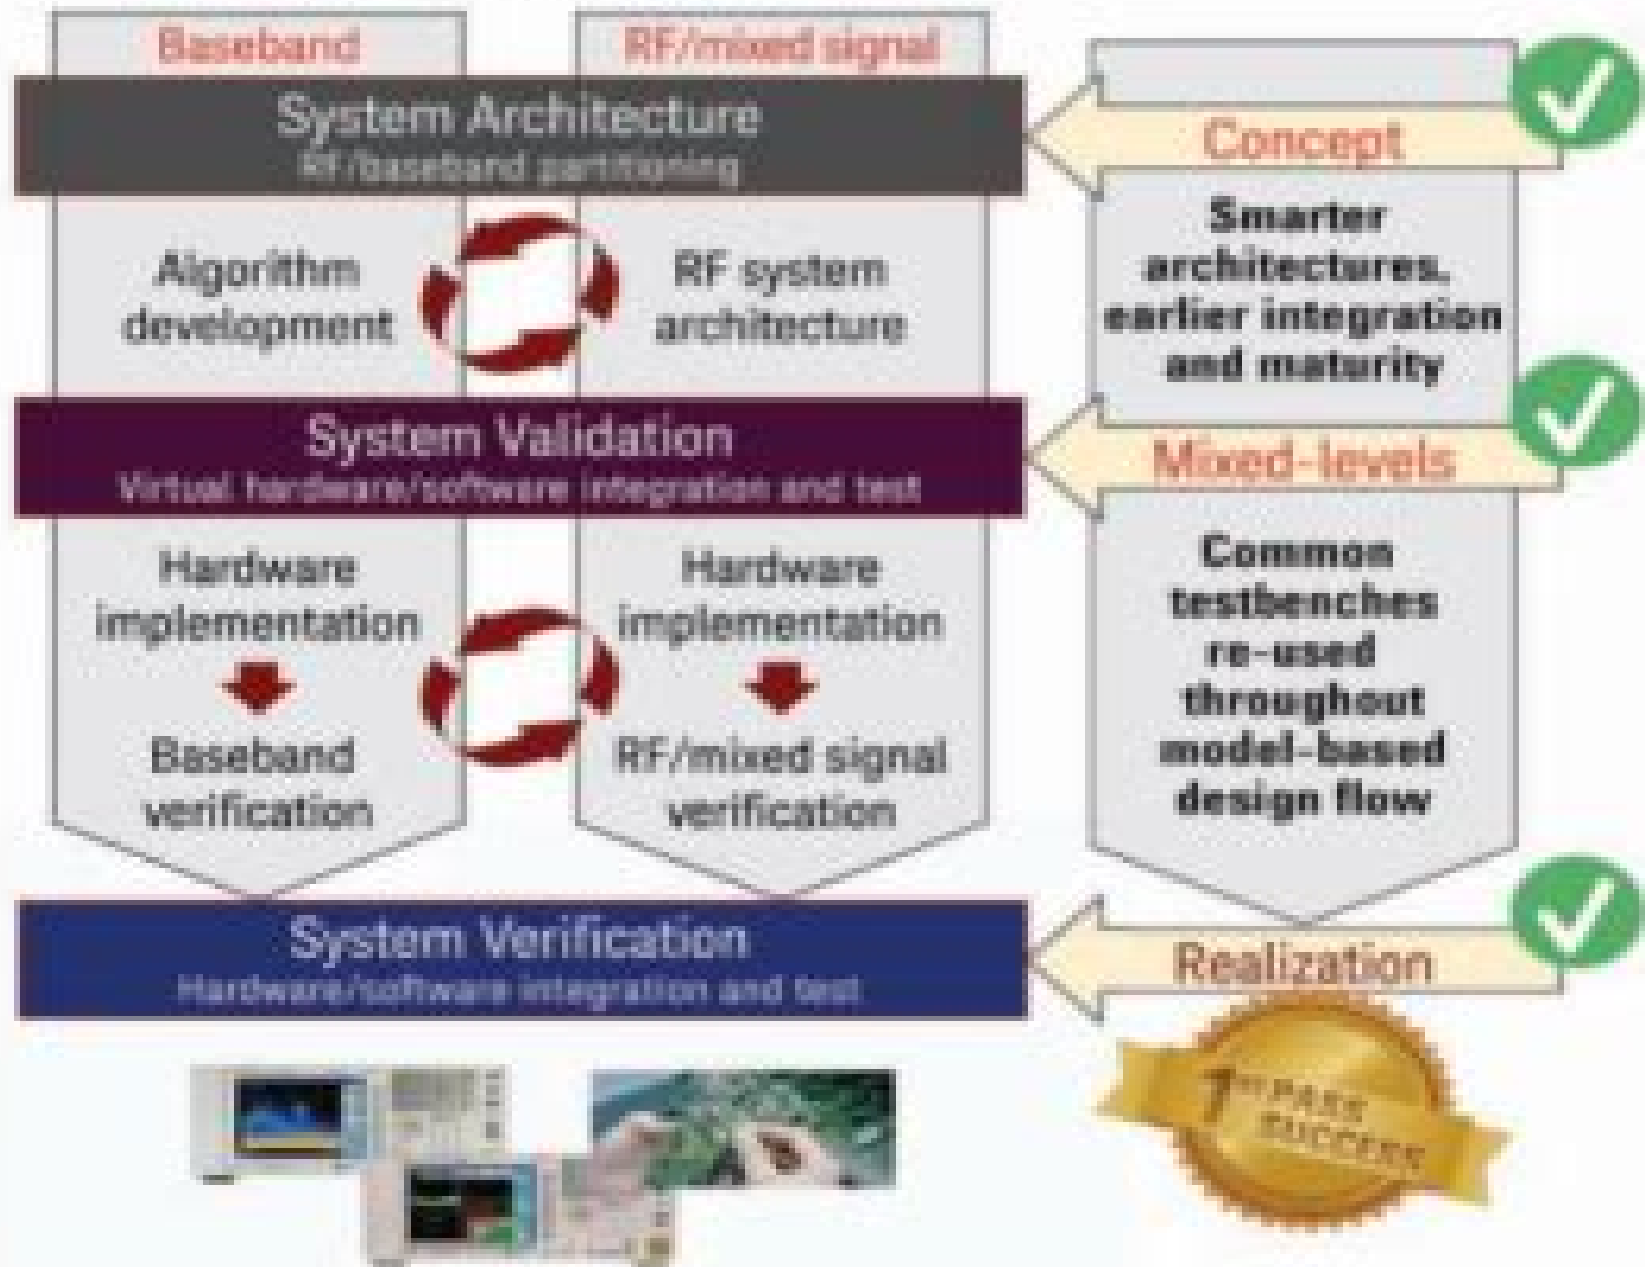 Baseband
RF/mixed signal
System Architecture
RF/baseband partitioning
Concept
Algorithm
development
RF system
architecture
Smarter
architectures,
earlier integration
and maturity
System Validation
Virtual hardware/software integration and test
Mixed-levels
Hardware
implementation
Baseband
verification
Hardware
implementation
RF/mixed signal
verification
Common
testbenches
re-used
throughout
model-based
design flow
System Verification
Hardware/software integration and test
Realization
1st PASS
SUCCESS